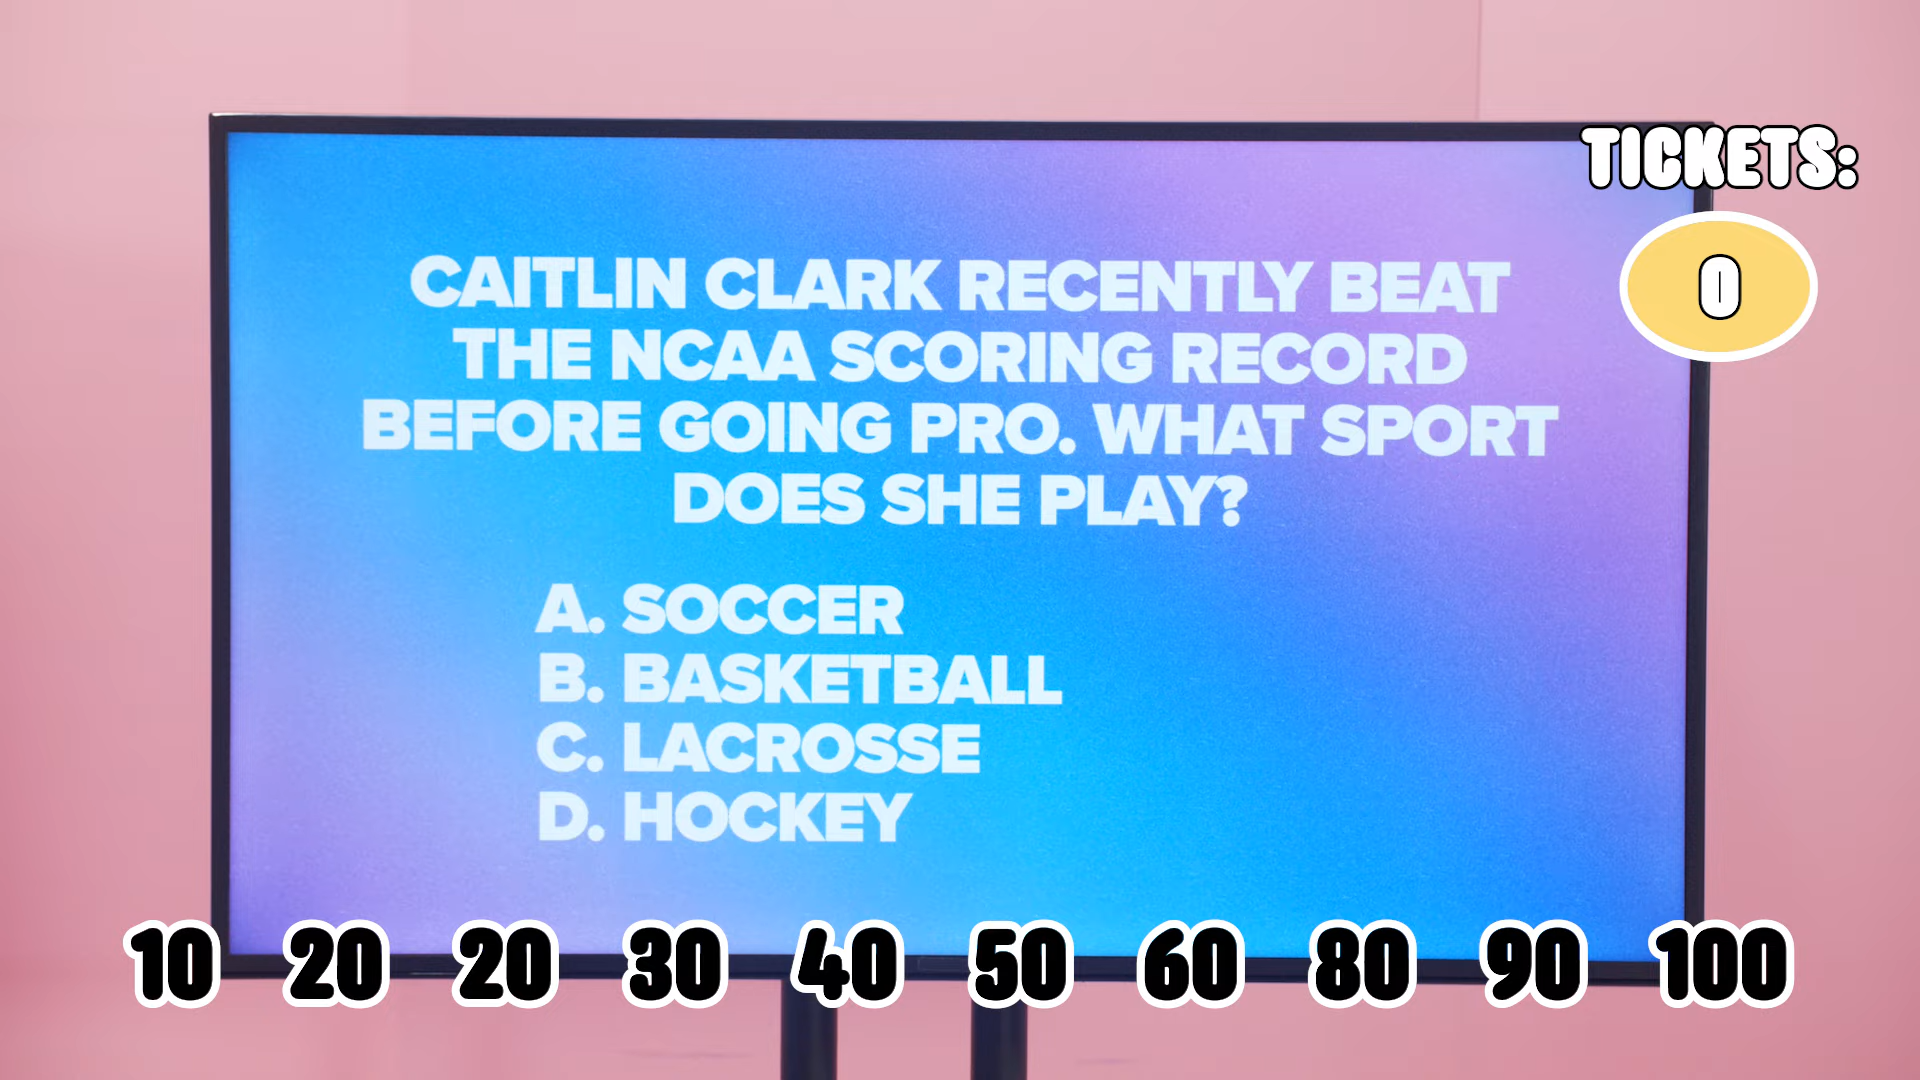 TICKETS:
0
CAITLIN CLARK RECENTLY BEAT
THE NCAA SCORING RECORD
BEFORE GOING PRO. WHAT SPORT
DOES SHE PLAY?
A. SOCCER
B. BASKETBALL
C. LACROSSE
D. HOCKEY
10 20 20 30 40 50 60 80 90 100